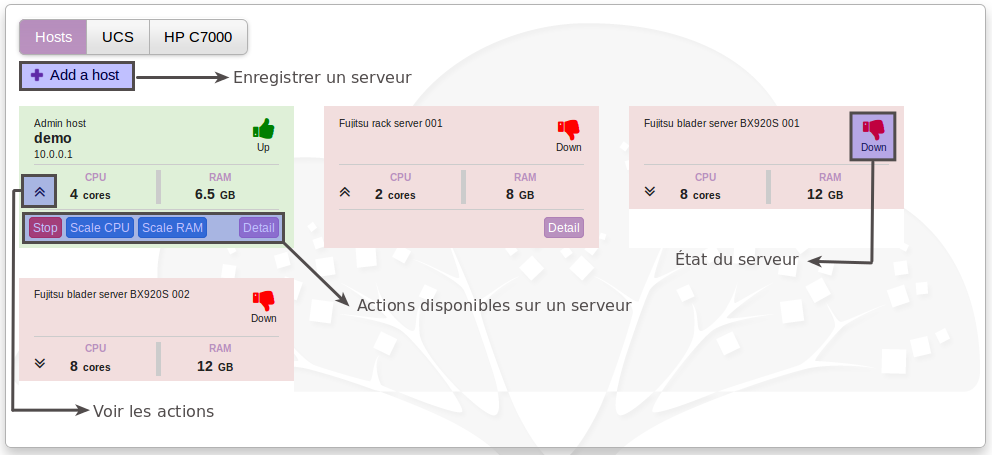 Hosts UCS HP C7000
Add a host
Enregistrer un serveur
Admin host
demo
10.0.0.1
Up
CPU RAM
4 cores 6.5 GB
Stop Scale CPU Scale RAM Detail
Fujitsu rack server 001
Down
CPU RAM
2 cores 8 GB
Detail
Fujitsu blader server BX920S 001
Down
CPU RAM
8 cores 12 GB
État du serveur
Actions disponibles sur un serveur
Fujitsu blader server BX920S 002
Down
CPU RAM
8 cores 12 GB
Voir les actions